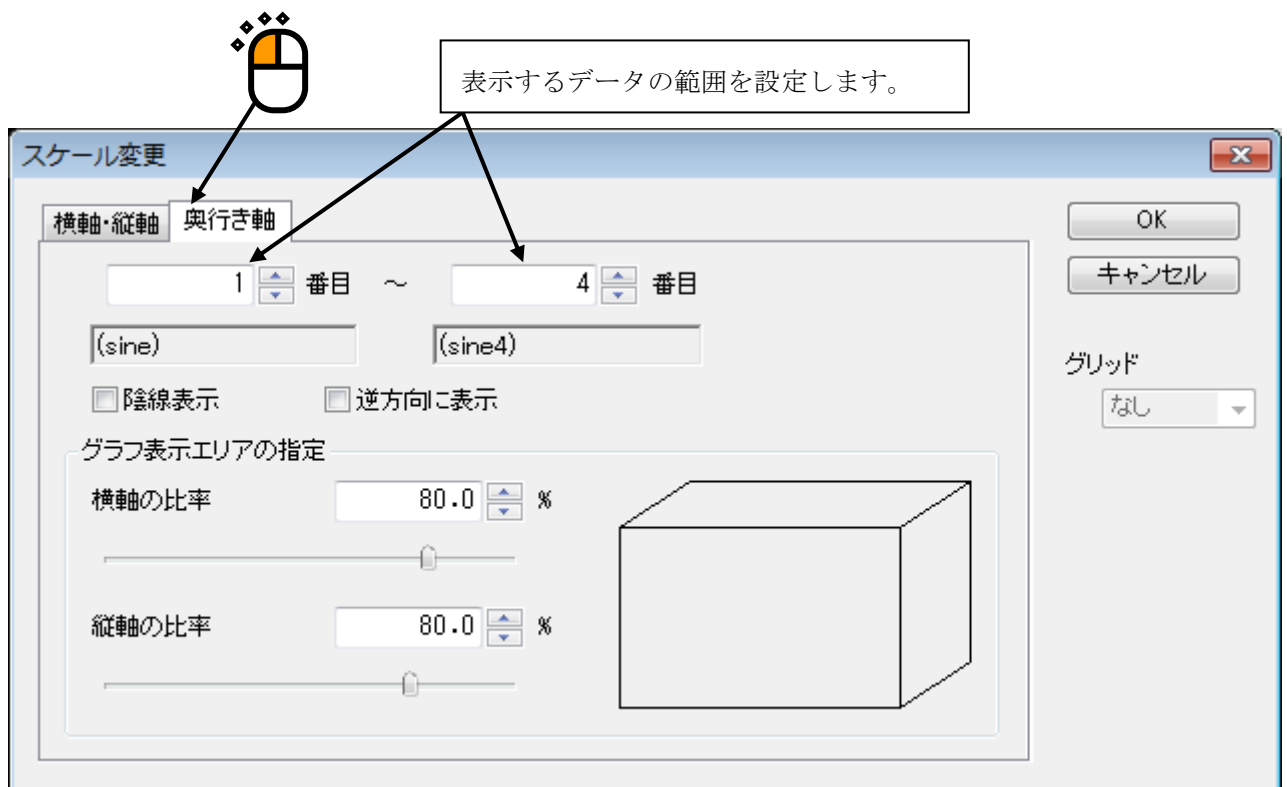 表示するデータの範囲を設定します。
スケール変更
横軸・縦軸 奥行き軸
OK
1 番目 ～ 4 番目
キャンセル
(sine) (sine4)
グリッド
陰線表示 逆方向に表示
なし
グラフ表示エリアの指定
横軸の比率 80.0 %
縦軸の比率 80.0 %